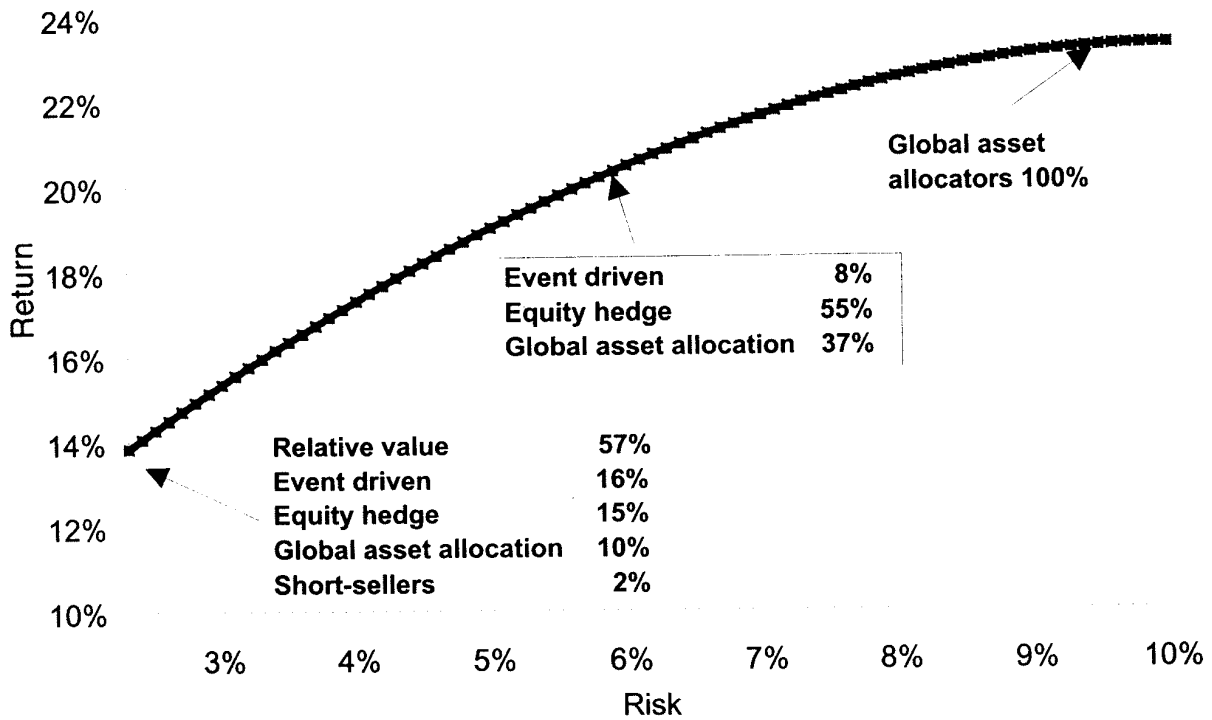 24%
22%
20%
18%
16%
14%
12%
10%
Return
Global asset
allocators 100%
Event driven 8%
Equity hedge 55%
Global asset allocation 37%
Relative value 57%
Event driven 16%
Equity hedge 15%
Global asset allocation 10%
Short-sellers 2%
3% 4% 5% 6% 7% 8% 9% 10%
Risk